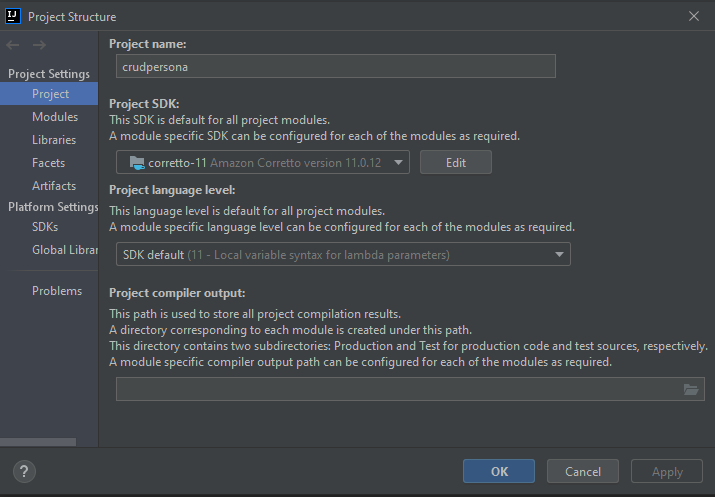 IJ
Project Structure
Project Settings
Project
Modules
Libraries
Facets
Artifacts
Platform Settings
SDKs
Global Librar
Problems
Project name:
crudpersona
Project SDK:
This SDK is default for all project modules.
A module specific SDK can be configured for each of the modules as required.
corretto-11 Amazon Corretto version 11.0.12
Edit
Project language level:
This language level is default for all project modules.
A module specific language level can be configured for each of the modules as required.
SDK default (11 - Local variable syntax for lambda parameters)
Project compiler output:
This path is used to store all project compilation results.
A directory corresponding to each module is created under this path.
This directory contains two subdirectories: Production and Test for production code and test sources, respectively.
A module specific compiler output path can be configured for each of the modules as required.
?
OK
Cancel
Apply